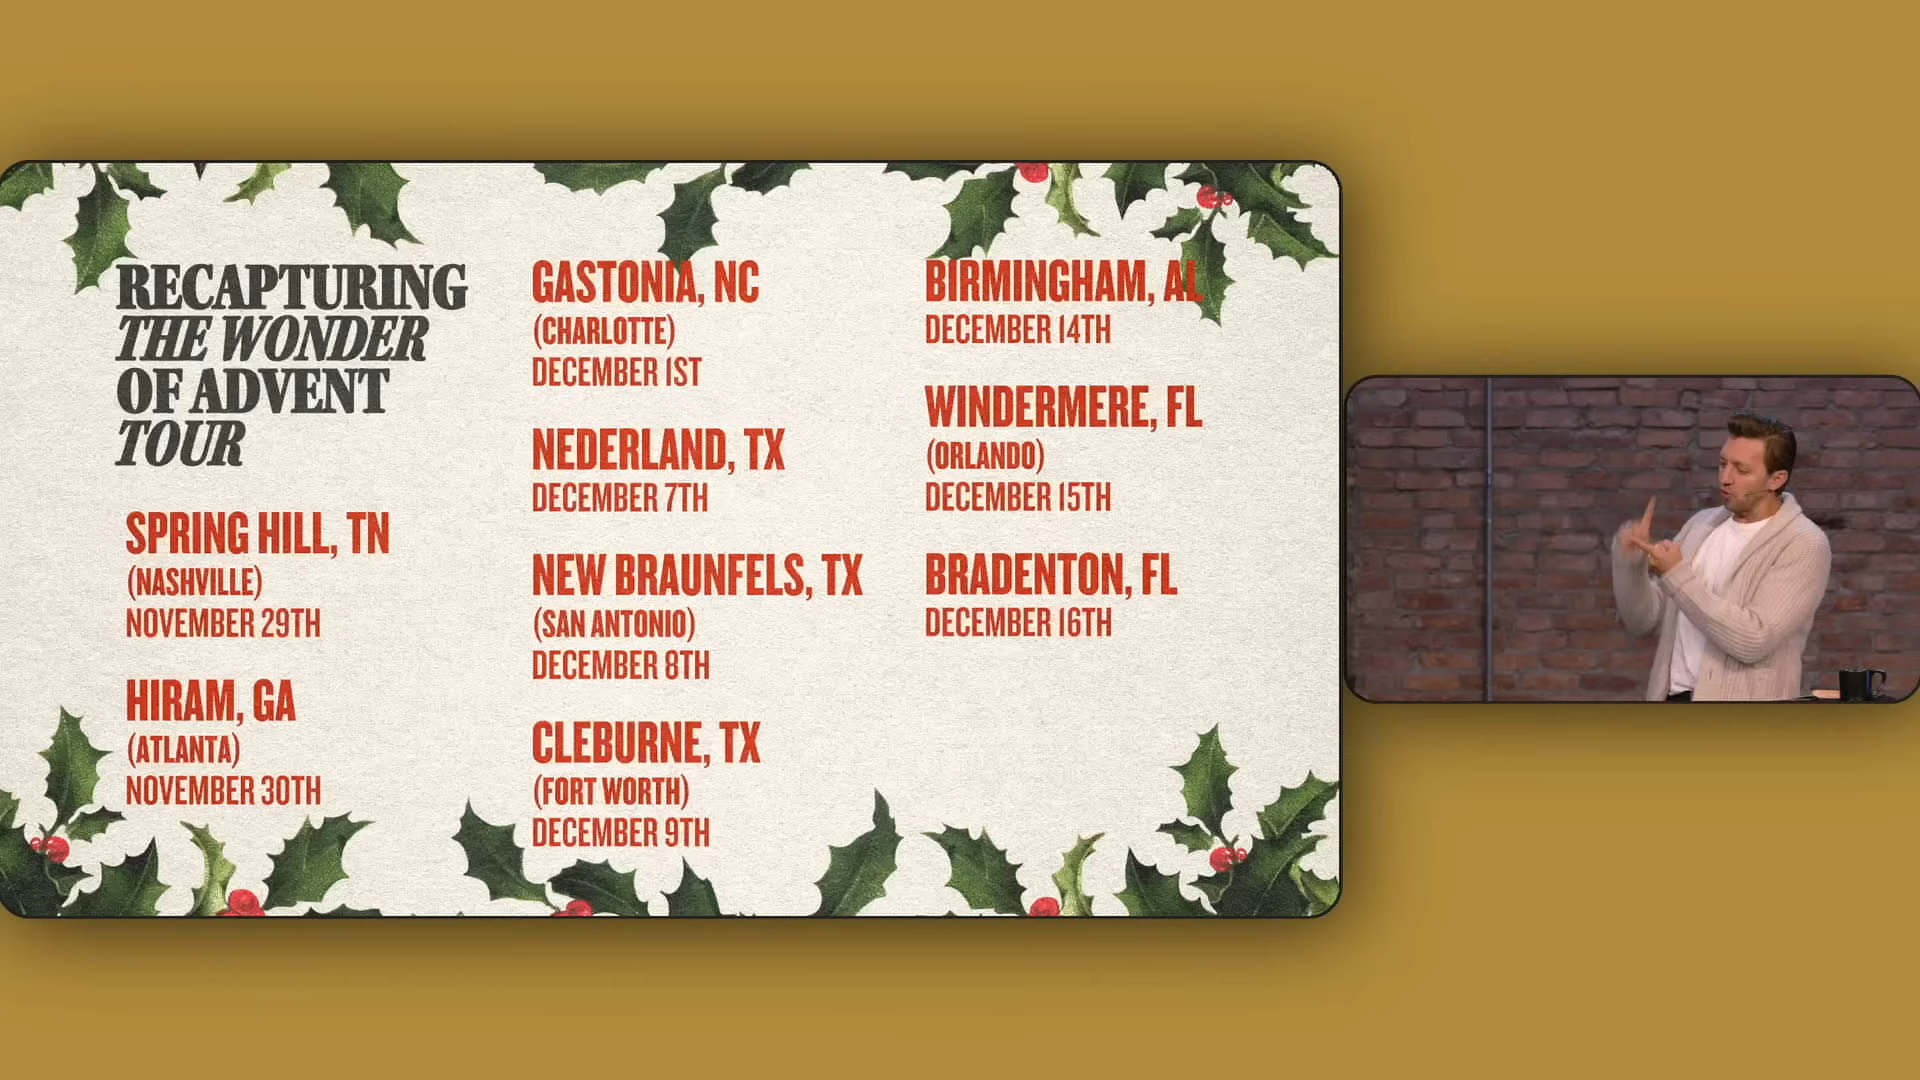 RECAPTURING
THE WONDER
OF ADVENT
TOUR
SPRING HILL, TN
(NASHVILLE)
NOVEMBER 29TH
HIRAM, GA
(ATLANTA)
NOVEMBER 30TH
GASTONIA, NC
(CHARLOTTE)
DECEMBER 1ST
NEDERLAND, TX
DECEMBER 7TH
NEW BRAUNFELS, TX
(SAN ANTONIO)
DECEMBER 8TH
CLEBURNE, TX
(FORT WORTH)
DECEMBER 9TH
BIRMINGHAM, AL
DECEMBER 14TH
WINDERMERE, FL
(ORLANDO)
DECEMBER 15TH
BRADENTON, FL
DECEMBER 16TH